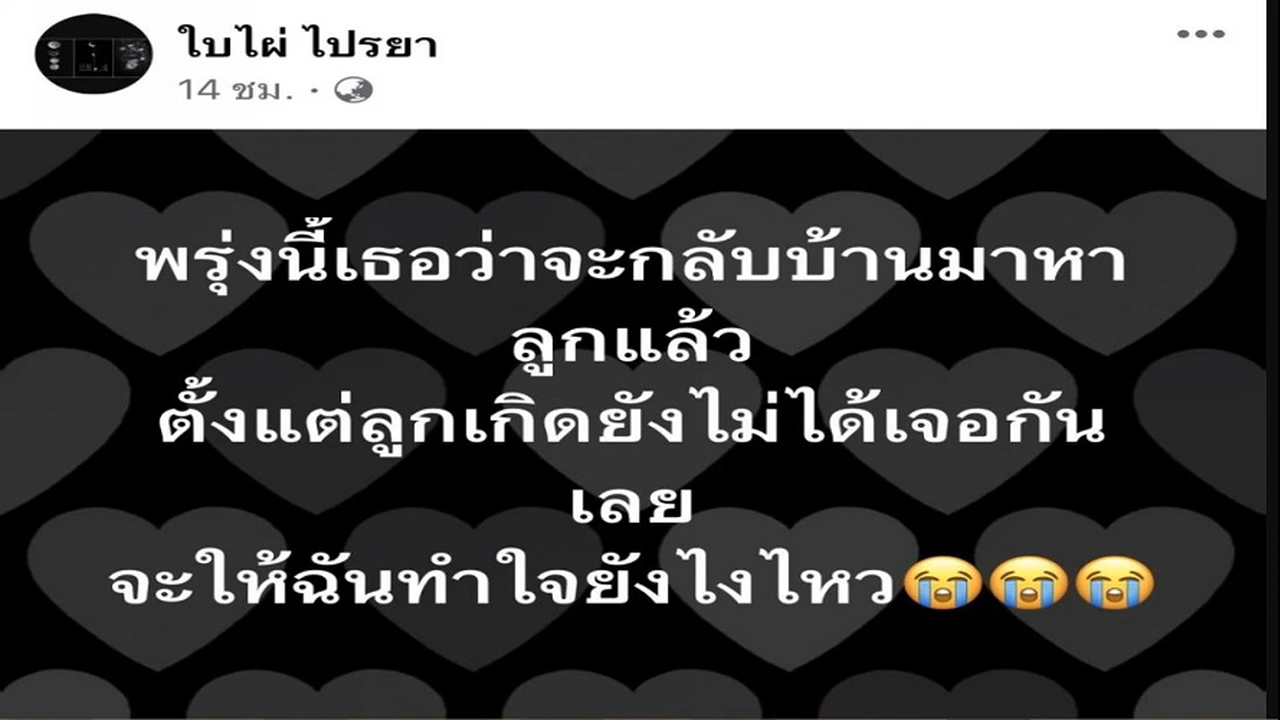 ใบไผ่ ไปรยา
14 ชม. ·
พรุ่งนี้เธอว่าจะกลับบ้านมาหา
ลูกแล้ว
ตั้งแต่ลูกเกิดยังไม่ได้เจอกัน
เลย
จะให้ฉันทำใจยังไงไหว😭😭😭